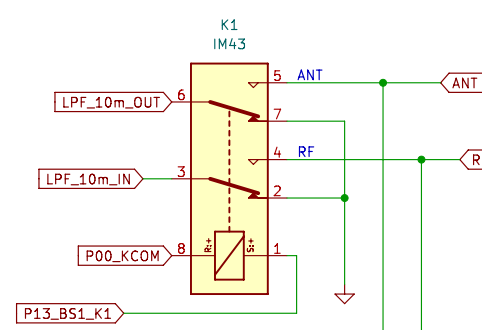 K1
IM43
5 ANT
ANT
6
LPF_10m_OUT
7
4 RF
R
3
LPF_10m_IN
2
R:+
S:+
P00_KCOM 8
1
P13_BS1_K1